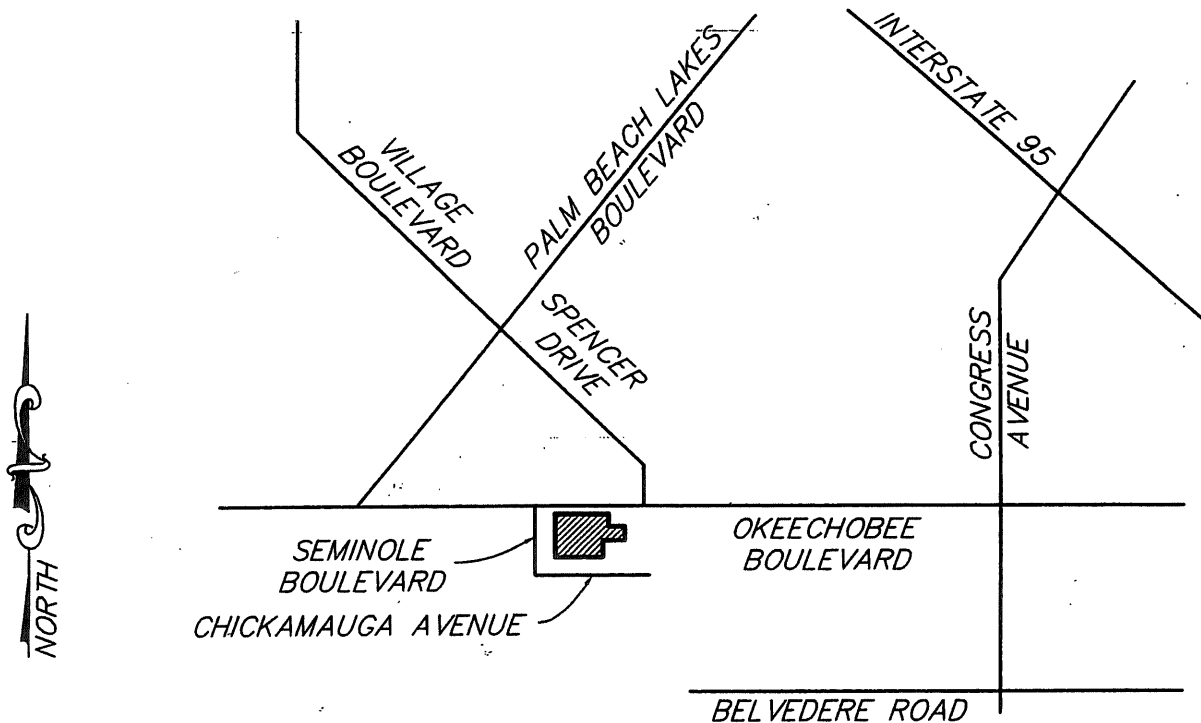 VILLAGE
BOULEVARD
PALM BEACH LAKES
BOULEVARD
INTERSTATE 95
SPENCER
DRIVE
CONGRESS
AVENUE
SEMINOLE
BOULEVARD
OKEECHOBEE
BOULEVARD
CHICKAMAUGA AVENUE
BELVEDERE ROAD
NORTH